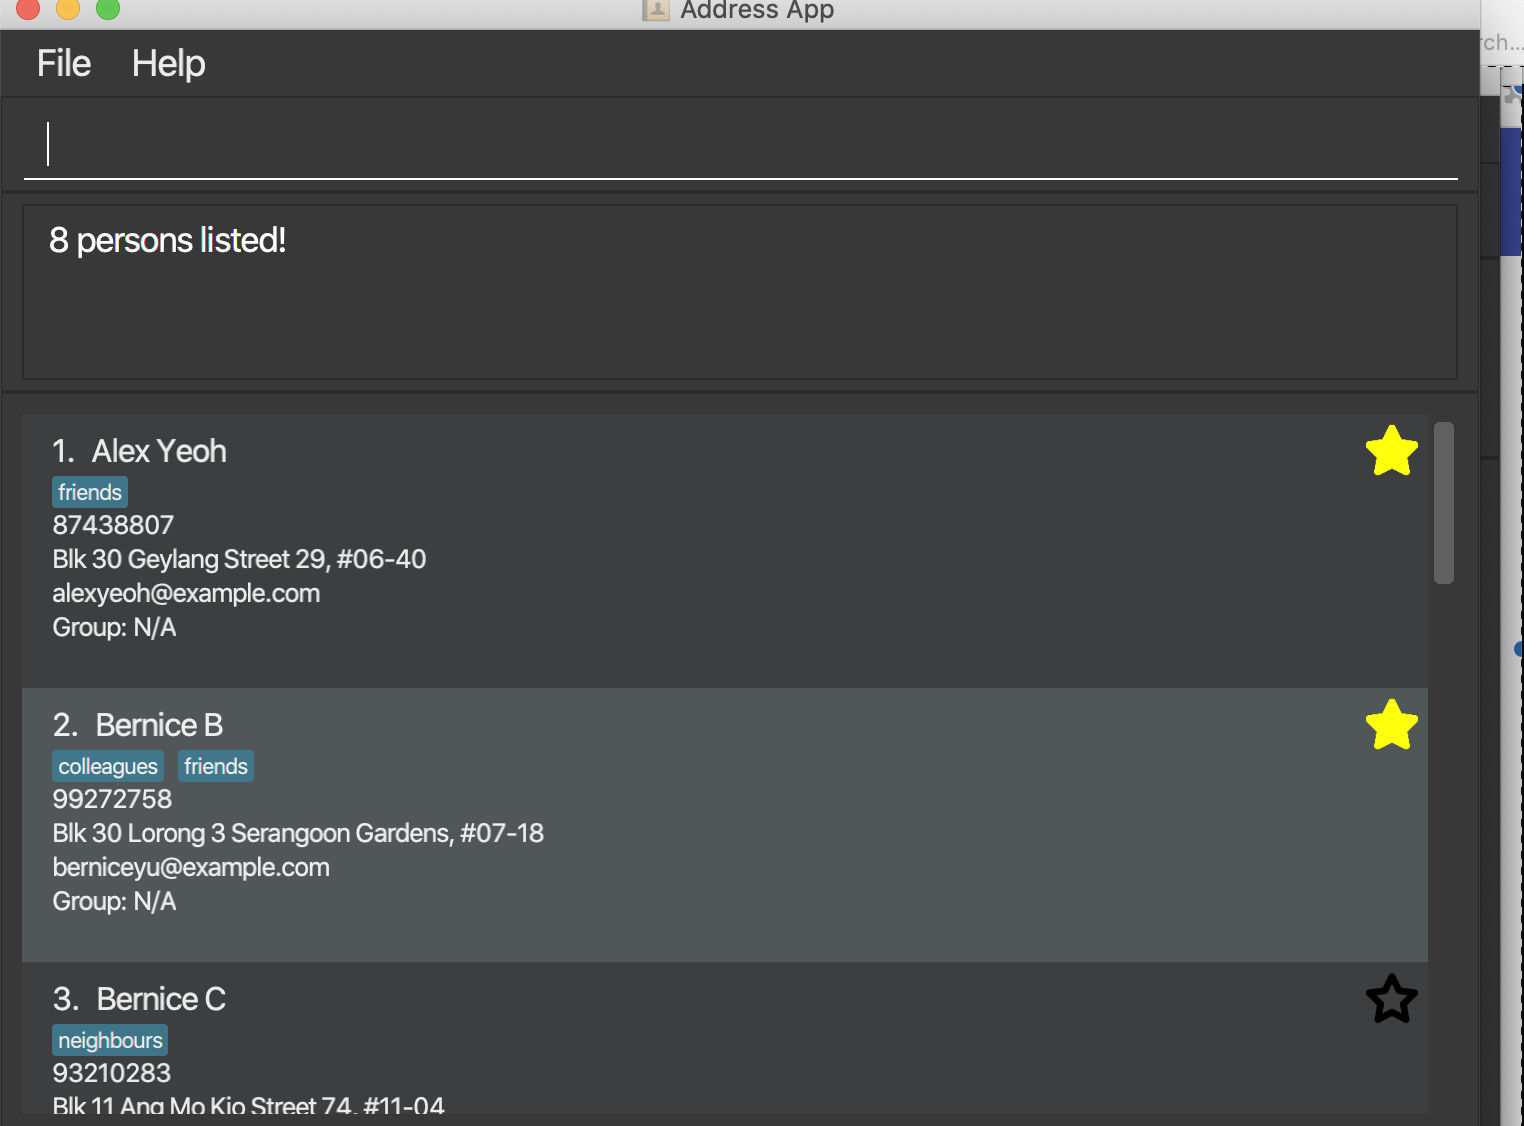 Address App
File Help
8 persons listed!
1. Alex Yeoh
friends
87438807
Blk 30 Geylang Street 29, #06-40
alexyeoh@example.com
Group: N/A
2. Bernice B
colleagues friends
99272758
Blk 30 Lorong 3 Serangoon Gardens, #07-18
berniceyu@example.com
Group: N/A
3. Bernice C
neighbours
93210283
Blk 11 Ang Mo Kio Street 74, #11-04